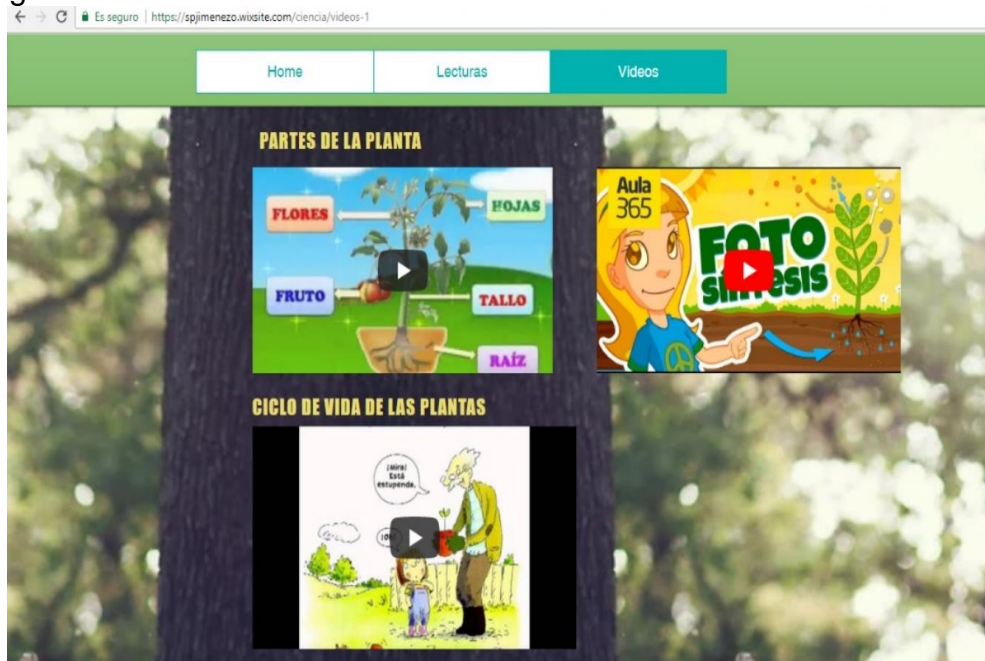 g
Es seguro | https://spjimenezo.wixsite.com/ciencia/videos-1
Home
Lecturas
Videos
PARTES DE LA PLANTA
FLORES
HOJAS
FRUTO
TALLO
RAÍZ
Aula
365
FOTO
SÍNTESIS
CICLO DE VIDA DE LAS PLANTAS
¡Mira!
Está
estupenda.